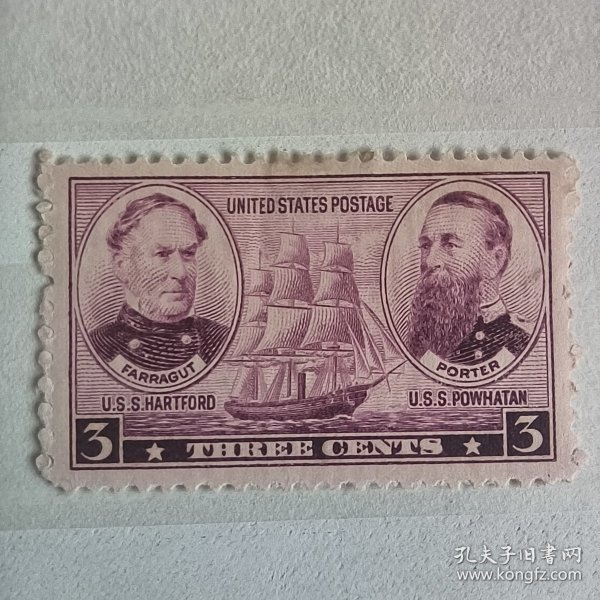 UNITED STATES POSTAGE
FARRAGUT
PORTER
U.S.S. HARTFORD
U.S.S. POWHATAN
3 ★ THREE CENTS ★ 3
孔夫子旧书网
www.kongfz.com